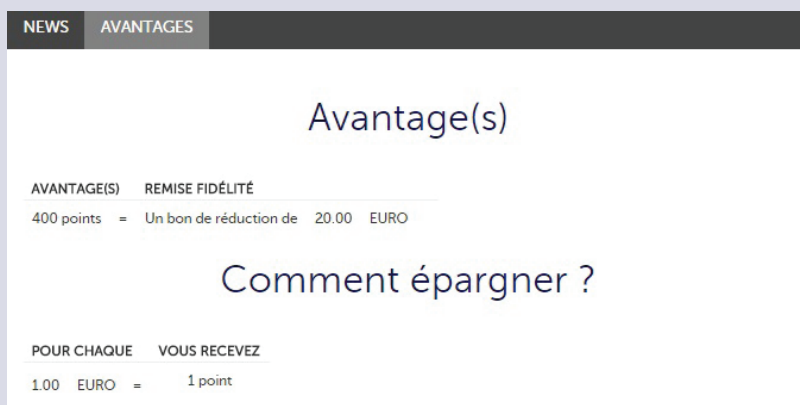 NEWS AVANTAGES
Avantage(s)
AVANTAGE(S) REMISE FIDÉLITÉ
400 points = Un bon de réduction de 20.00 EURO
Comment épargner ?
POUR CHAQUE VOUS RECEVEZ
1.00 EURO = 1 point